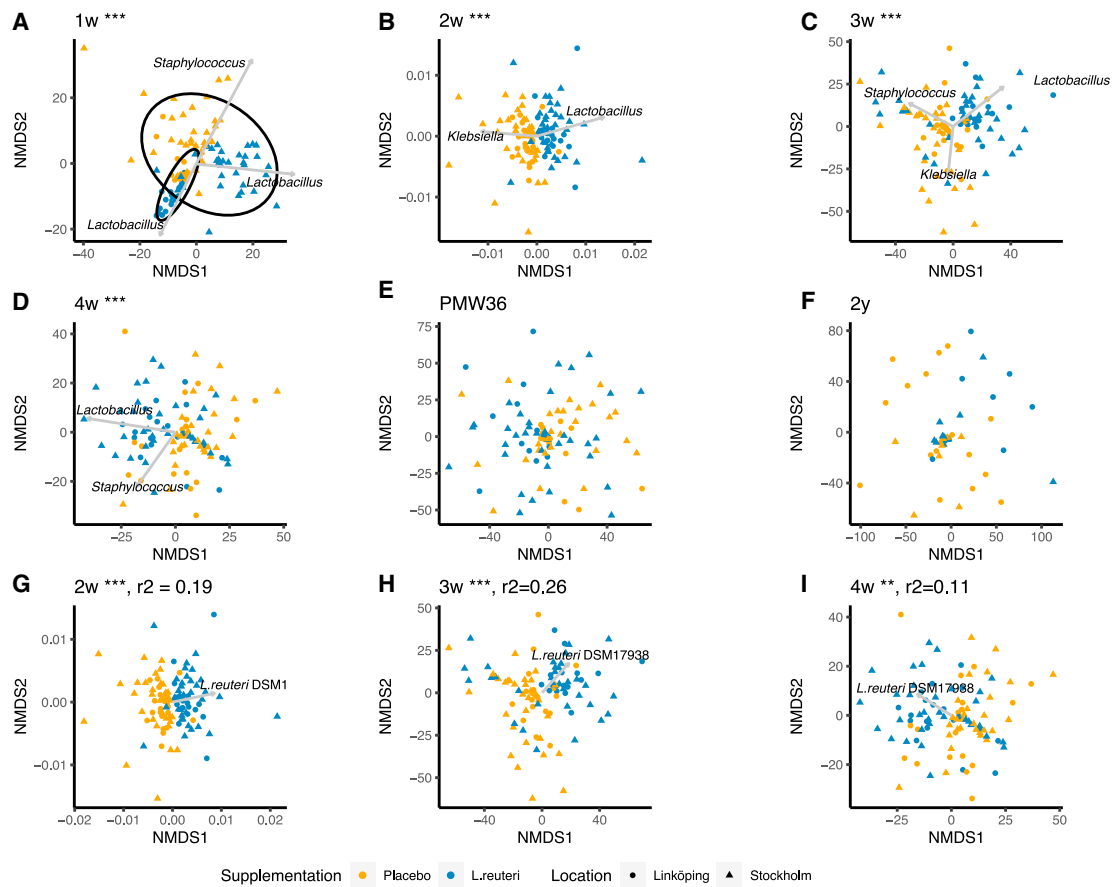 A
1w ***
20
0
−20
−40
0
40
NMDS2
NMDS1
Staphylococcus
Lactobacillus
Lactobacillus
B
2w ***
0.01
0.00
−0.01
−0.01
0.00
0.01
0.02
NMDS2
NMDS1
Lactobacillus
Klebsiella
C
3w ***
50
25
0
−25
−50
−40
0
40
NMDS2
NMDS1
Lactobacillus
Staphylococcus
Klebsiella
D
4w ***
40
20
0
−20
−25
0
25
50
NMDS2
NMDS1
Lactobacillus
Staphylococcus
E
PMW36
75
50
25
0
−25
−50
−60
−30
0
30
60
NMDS2
NMDS1
F
2y
80
40
0
−40
−100
−50
0
50
100
NMDS2
NMDS1
G
2w ***, r2 = 0.19
0.01
0.00
−0.01
−0.02
−0.01
0.00
0.01
0.02
NMDS2
NMDS1
L.reuteri DSM1
H
3w ***, r2=0.26
50
25
0
−25
−50
−40
0
40
NMDS2
NMDS1
L.reuteri DSM17938
I
4w **, r2=0.11
40
20
0
−20
−25
0
25
50
NMDS2
NMDS1
L.reuteri DSM17938
Supplementation Placebo L.reuteri Location Linköping Stockholm